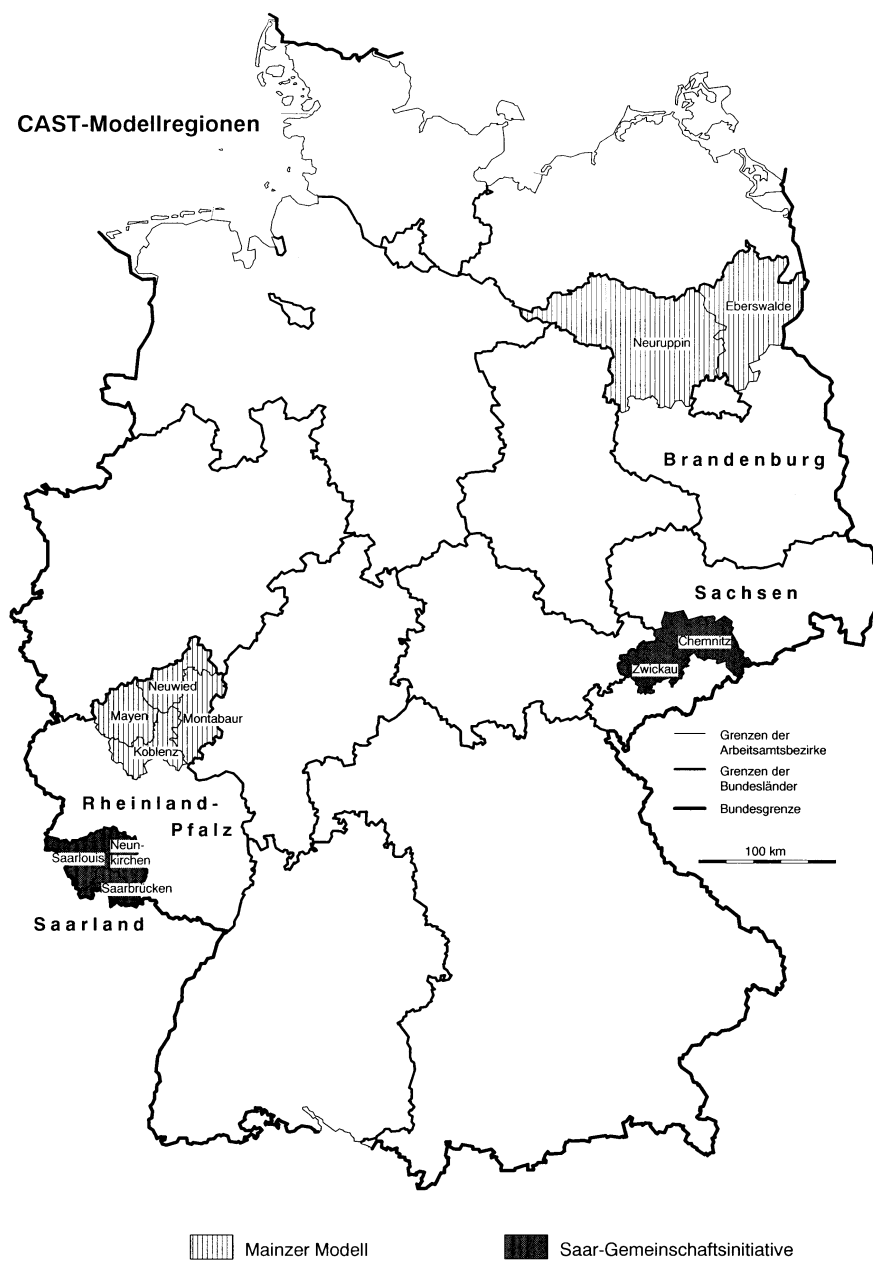 CAST-Modellregionen
Eberswalde
Neuruppin
Brandenburg
Sachsen
Chemnitz
Zwickau
Neuwied
Mayen
Montabaur
Koblenz
Grenzen der
Arbeitsamtsbezirke
Grenzen der
Bundesländer
Bundesgrenze
Rheinland-
Pfalz
Neun-
kirchen
Saarlouis
Saarbrücken
Saarland
100 km
Mainzer Modell
Saar-Gemeinschaftsinitiative